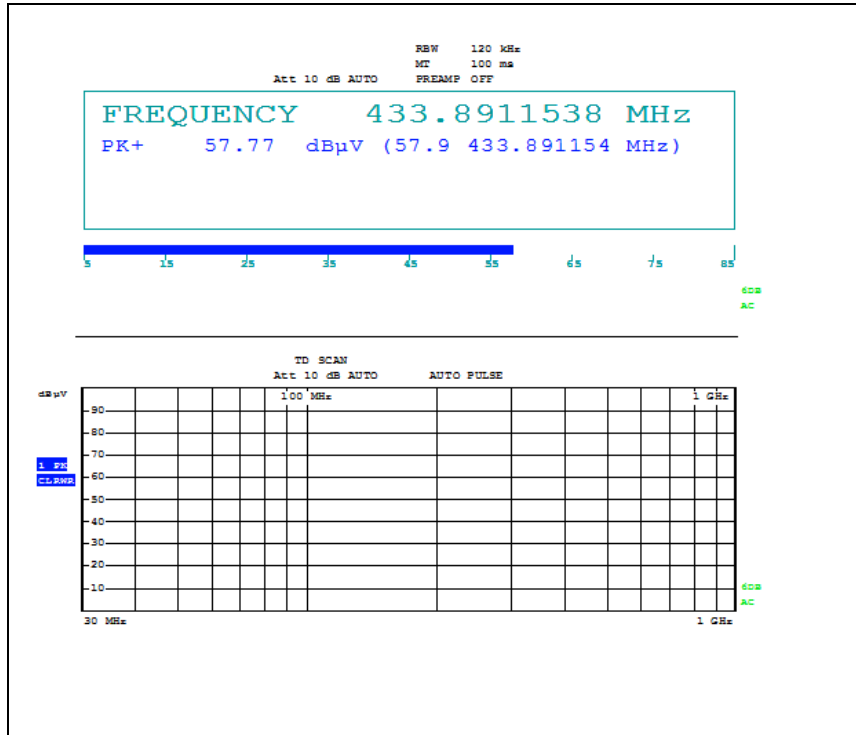 RBW 120 kHz
MT 100 ms
Att 10 dB AUTO PREAMP OFF
FREQUENCY 433.8911538 MHz
PK+ 57.77 dBµV (57.9 433.891154 MHz)
5 15 25 35 45 55 65 75 85
6DB
AC
TD SCAN
Att 10 dB AUTO AUTO PULSE
dBµV
100 MHz 1 GHz
90
80
70
1 PK
60
CLRWR
50
40
30
20
10
6DB
AC
30 MHz 1 GHz